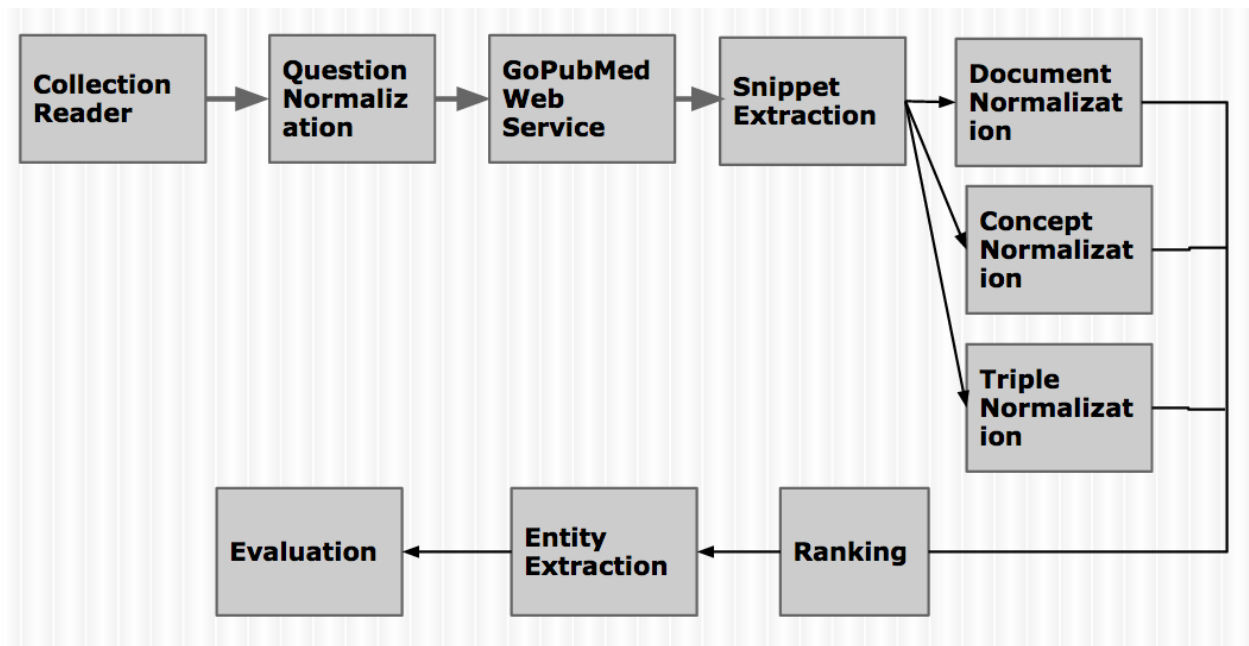 Collection
Reader
Question
Normaliz
ation
GoPubMed
Web
Service
Snippet
Extraction
Document
Normalizat
ion
Concept
Normalizat
ion
Triple
Normalizat
ion
Ranking
Entity
Extraction
Evaluation